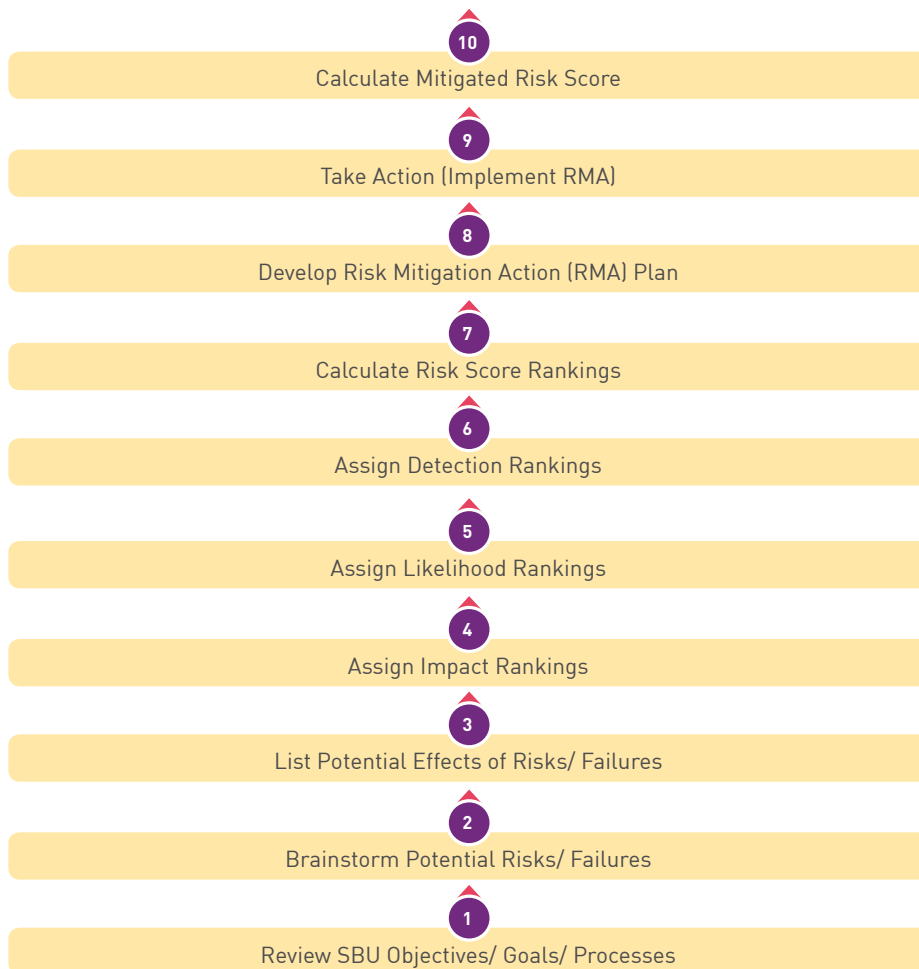 10
Calculate Mitigated Risk Score
9
Take Action (Implement RMA)
8
Develop Risk Mitigation Action (RMA) Plan
7
Calculate Risk Score Rankings
6
Assign Detection Rankings
5
Assign Likelihood Rankings
4
Assign Impact Rankings
3
List Potential Effects of Risks/ Failures
2
Brainstorm Potential Risks/ Failures
1
Review SBU Objectives/ Goals/ Processes